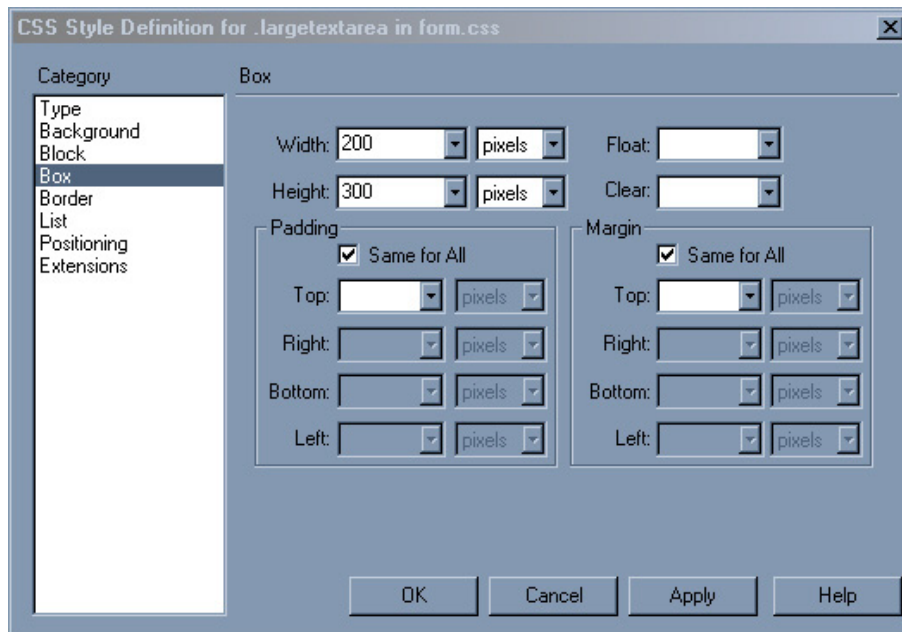 CSS Style Definition for .largetextarea in form.css
Category
Type
Background
Block
Box
Border
List
Positioning
Extensions
Box
Width: 200 pixels Float:
Height: 300 pixels Clear:
Padding Margin
Same for All Same for All
Top: pixels Top: pixels
Right: pixels Right: pixels
Bottom: pixels Bottom: pixels
Left: pixels Left: pixels
OK Cancel Apply Help